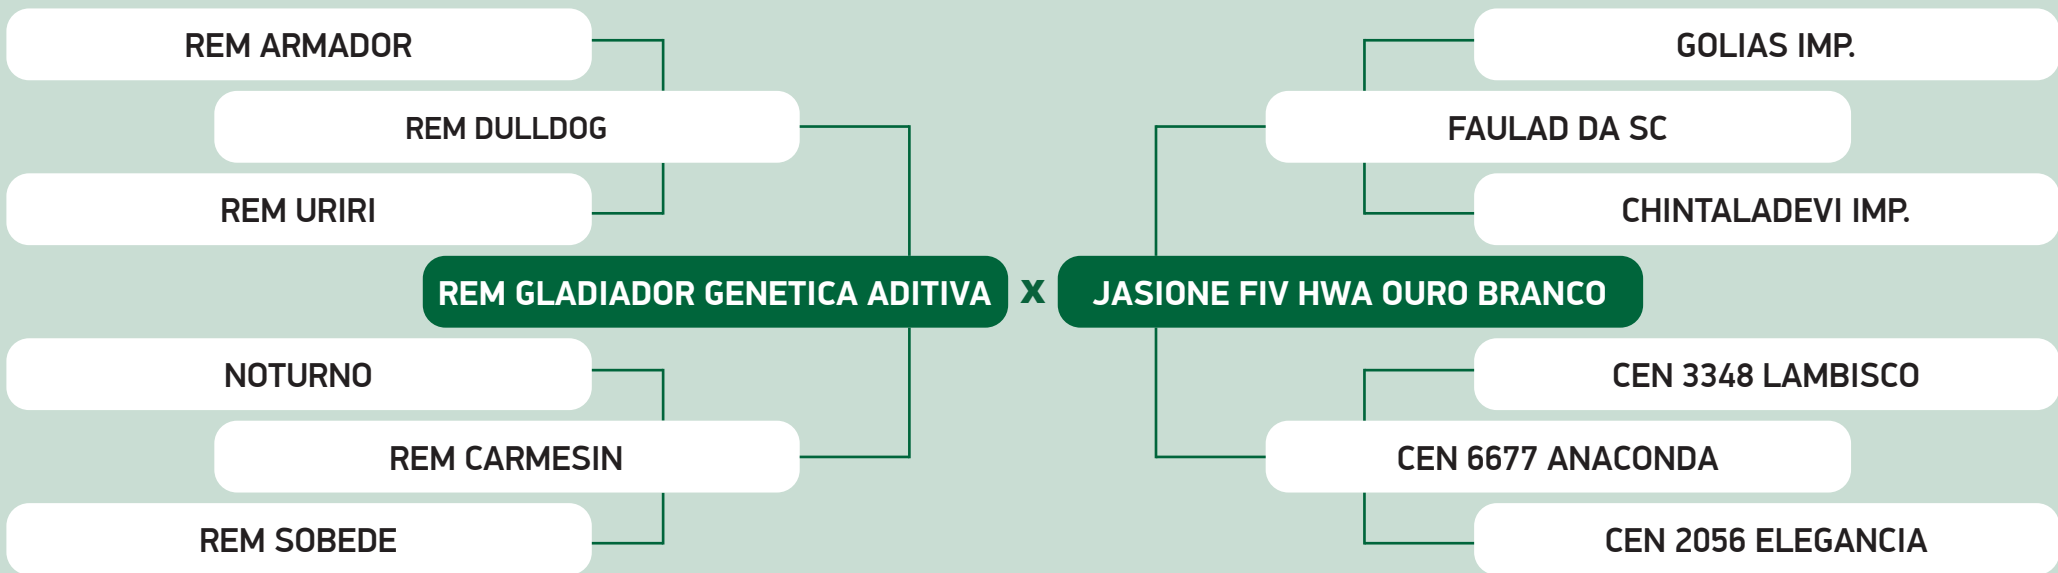 REM ARMADOR
GOLIAS IMP.
REM DULLDOG
FAULAD DA SC
REM URIRI
CHINTALADEVI IMP.
REM GLADIADOR GENETICA ADITIVA x JASIONE FIV HWA OURO BRANCO
NOTURNO
CEN 3348 LAMBISCO
REM CARMESIN
CEN 6677 ANACONDA
REM SOBEDE
CEN 2056 ELEGANCIA